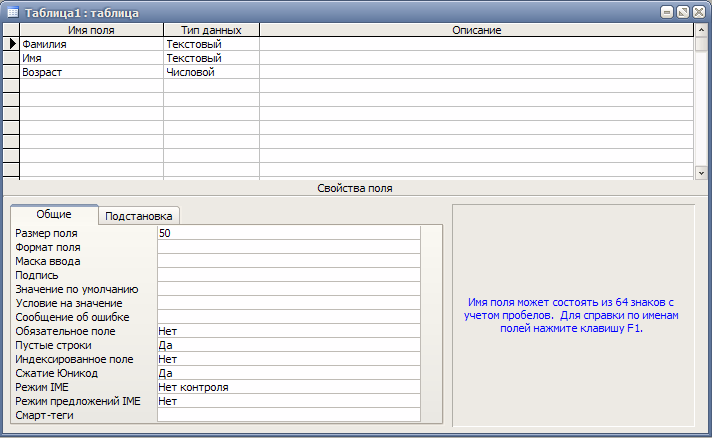 Таблица1 : таблица
Имя поля Тип данных Описание
Фамилия Текстовый
Имя Текстовый
Возраст Числовой
Свойства поля
Общие Подстановка
Размер поля 50
Формат поля
Маска ввода
Подпись
Значение по умолчанию
Условие на значение
Сообщение об ошибке
Обязательное поле Нет
Пустые строки Да
Индексированное поле Нет
Сжатие Юникод Да
Режим IME Нет контроля
Режим предложений IME Нет
Смарт-теги
Имя поля может состоять из 64 знаков с
учетом пробелов. Для справки по именам
полей нажмите клавишу F1.